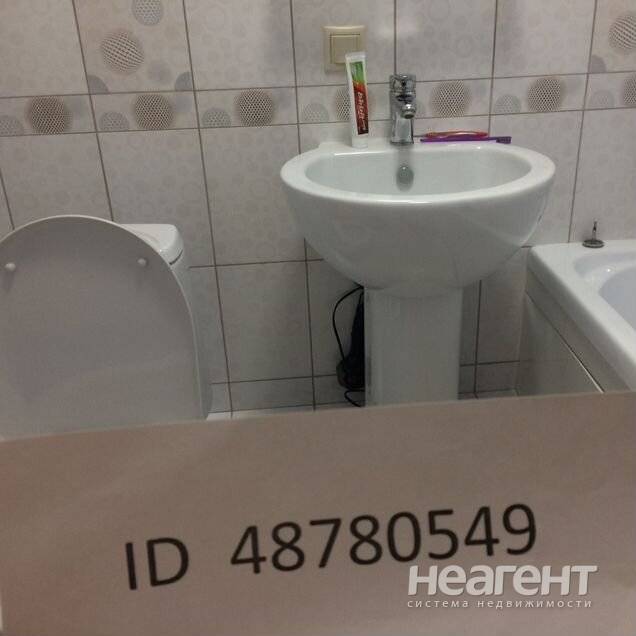 ID 48780549
НЕАГЕНТ
система недвижимости